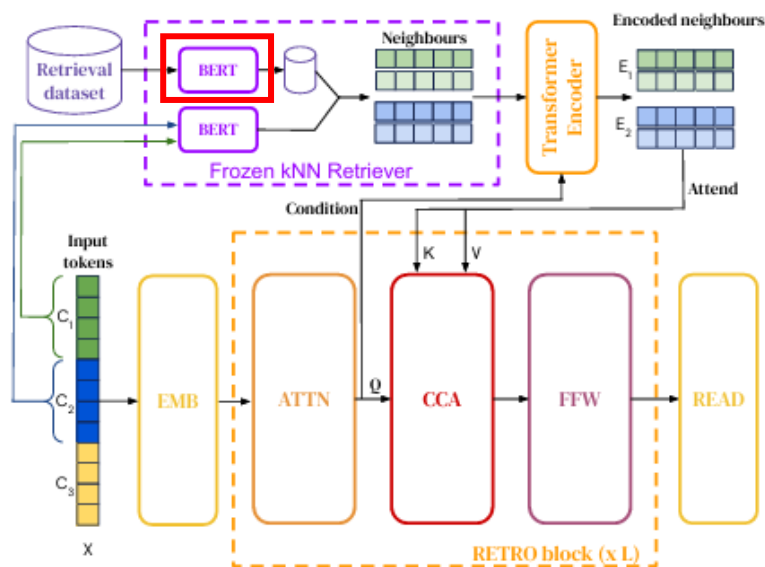 Retrieval
dataset
BERT
BERT
Frozen kNN Retriever
Neighbours
Transformer
Encoder
Encoded neighbours
E1
E2
Attend
Condition
K
V
Input
tokens
C1
C2
C3
X
EMB
ATTN
Q
CCA
FFW
READ
RETRO block (x L)